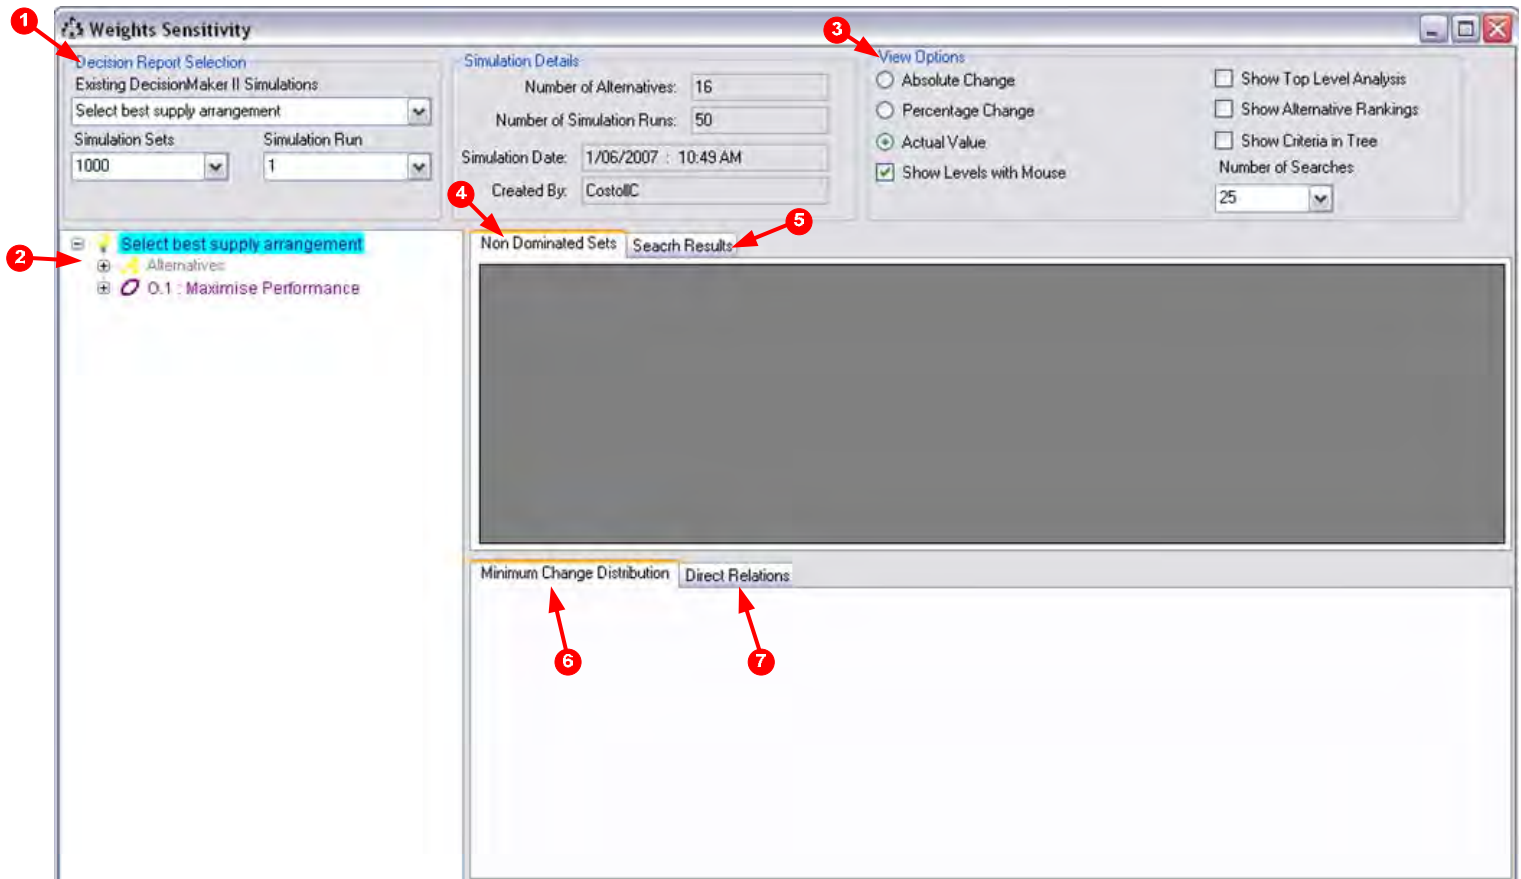 1
Weights Sensitivity
Decision Report Selection
Existing DecisionMaker II Simulations
Select best supply arrangement
Simulation Sets
Simulation Run
1000
1
Simulation Details
Number of Alternatives: 16
Number of Simulation Runs: 50
Simulation Date: 1/06/2007 : 10:49 AM
Created By: CostollC
3
View Options
Absolute Change
Percentage Change
Actual Value
Show Levels with Mouse
Show Top Level Analysis
Show Alternative Rankings
Show Criteria in Tree
Number of Searches
25
2
Select best supply arrangement
Alternatives
O.1 : Maximise Performance
4
5
Non Dominated Sets
Seacrh Results
Minimum Change Distribution
Direct Relations
6
7